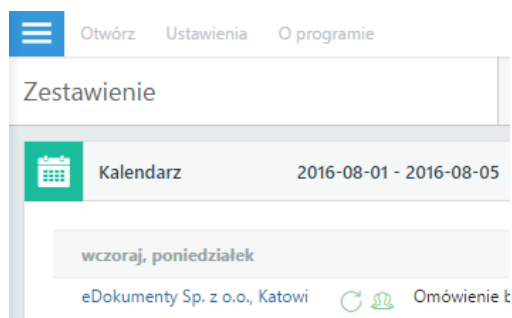 Otwórz Ustawienia O programie
Zestawienie
Kalendarz 2016-08-01 - 2016-08-05
wczoraj, poniedziałek
eDokumenty Sp. z o.o., Katowi Omówienie b